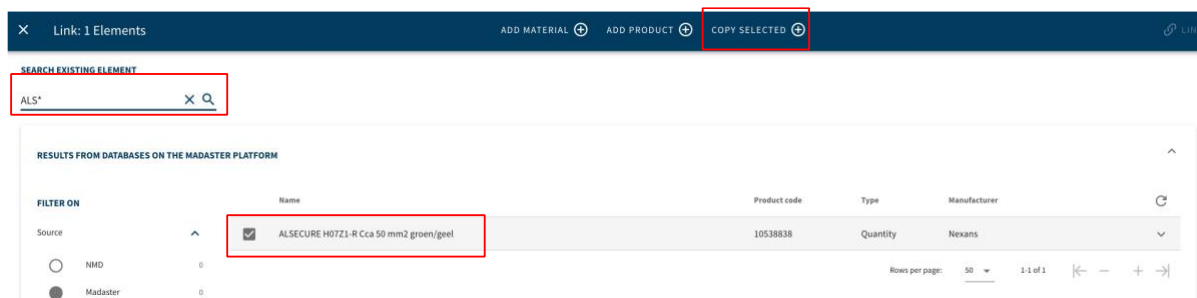 Link: 1 Elements ADD MATERIAL ADD PRODUCT COPY SELECTED
SEARCH EXISTING ELEMENT
ALS*
RESULTS FROM DATABASES ON THE MADASTER PLATFORM
FILTER ON Name Product code Type Manufacturer
Source ALSECURE H07Z1-R Cca 50 mm2 groen/geel 10538838 Quantity Nexans
NMD 0 Rows per page: 50 1-1 of 1
Madaster 0